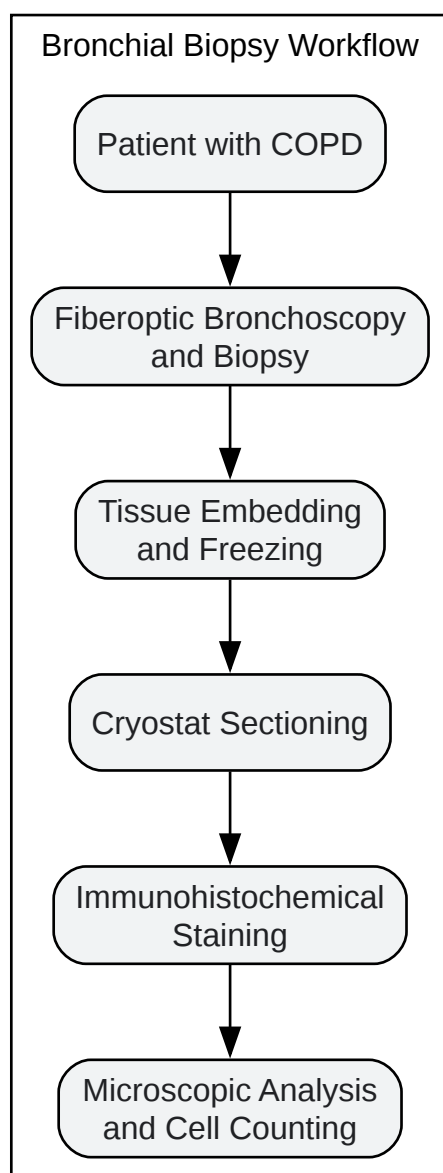 Bronchial Biopsy Workflow
Patient with COPD
Fiberoptic Bronchoscopy
and Biopsy
Tissue Embedding
and Freezing
Cryostat Sectioning
Immunohistochemical
Staining
Microscopic Analysis
and Cell Counting